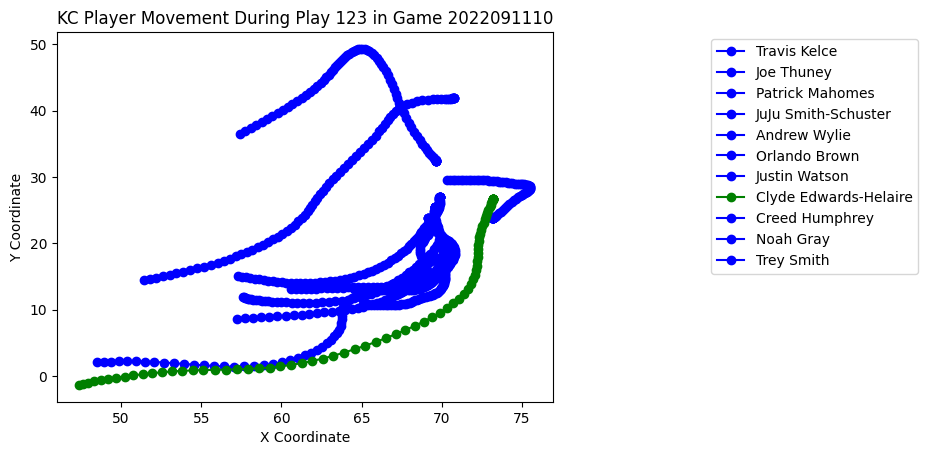 KC Player Movement During Play 123 in Game 2022091110
50
40
30
20
10
0
Y Coordinate
50 55 60 65 70 75
X Coordinate
Travis Kelce
Joe Thuney
Patrick Mahomes
JuJu Smith-Schuster
Andrew Wylie
Orlando Brown
Justin Watson
Clyde Edwards-Helaire
Creed Humphrey
Noah Gray
Trey Smith